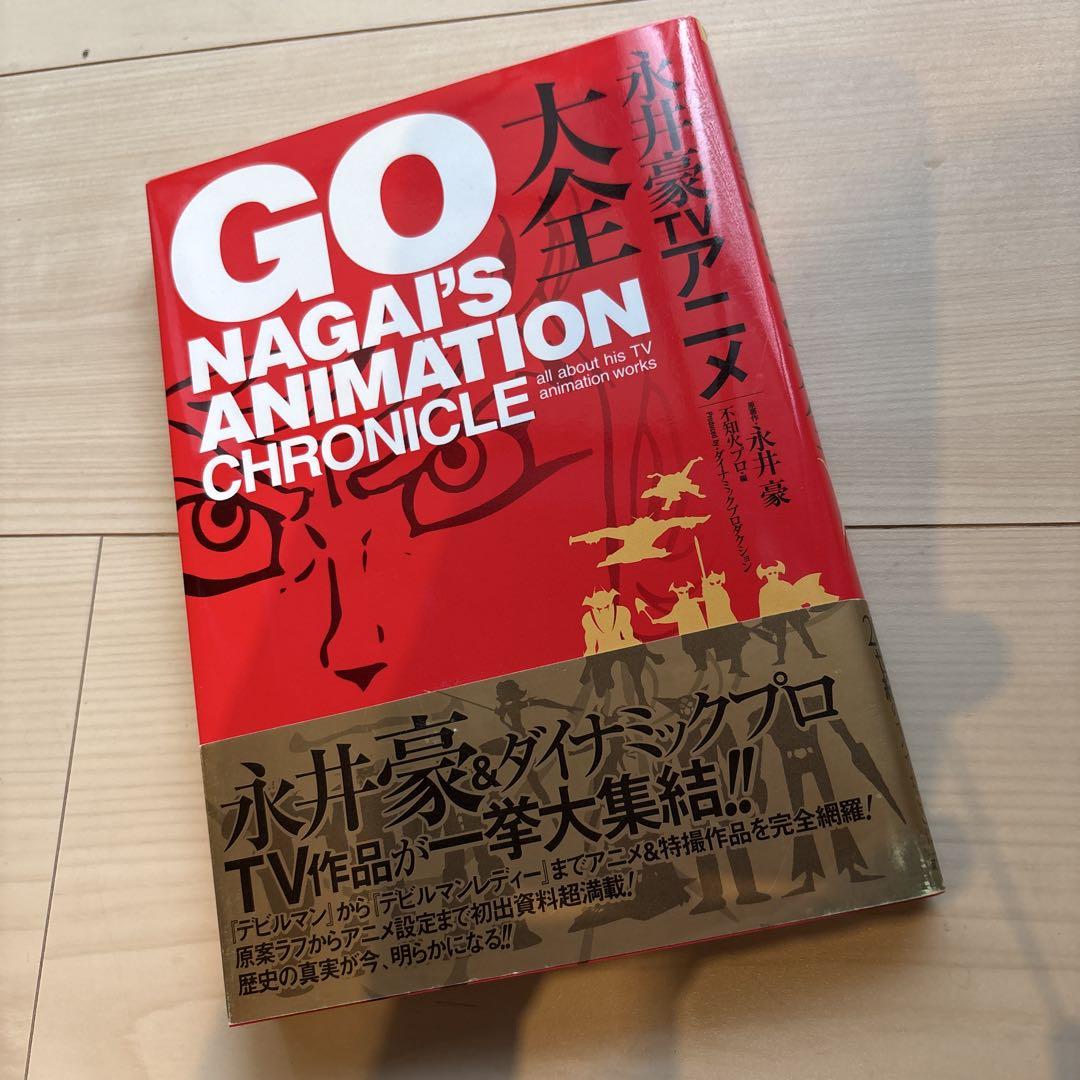 永井豪TVアニメ
大全
GO
NAGAI'S
ANIMATION
CHRONICLE
all about his TV
animation works
原著作・永井 豪
不知火プロ・編
Produced by・ダイナミックプロダクション
永井豪&ダイナミックプロ
TV作品が一挙大集結!!
『デビルマン』から『デビルマンレディー』までアニメ&特撮作品を完全網羅!
原案ラフからアニメ設定まで初出資料超満載!
歴史の真実が今、明らかになる!!